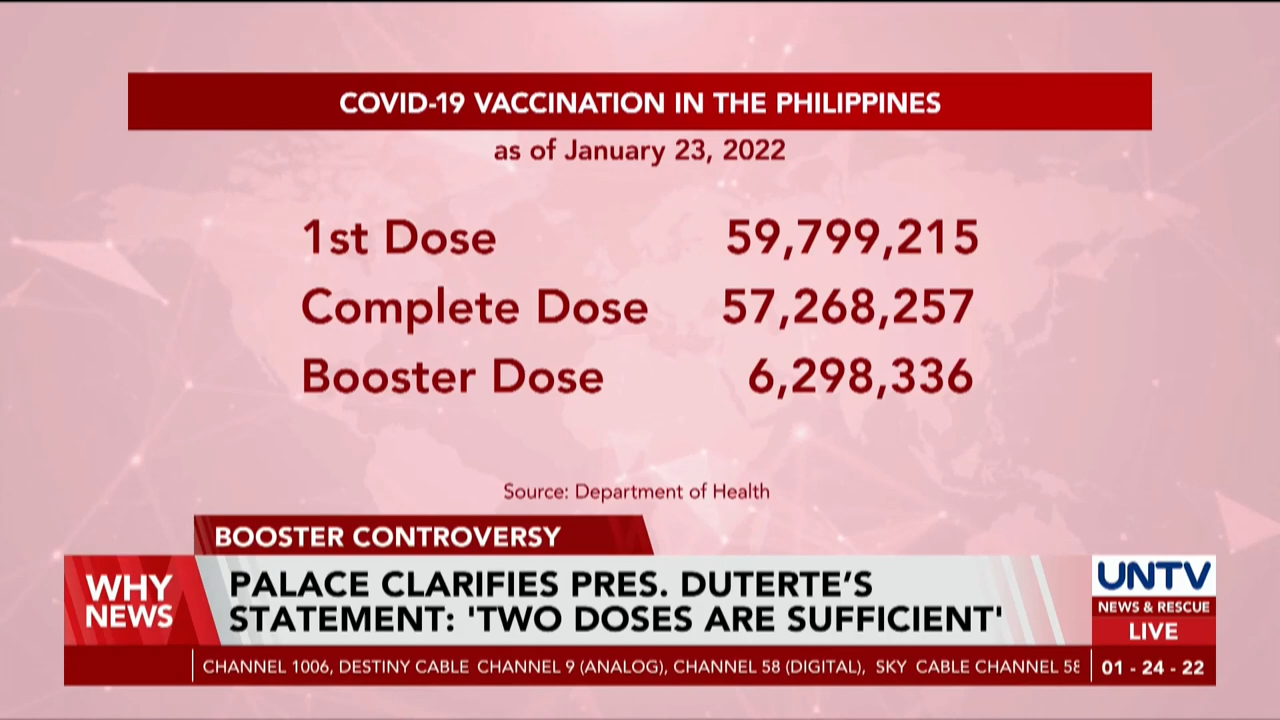 COVID-19 VACCINATION IN THE PHILIPPINES
as of January 23, 2022
1st Dose 59,799,215
Complete Dose 57,268,257
Booster Dose 6,298,336
Source: Department of Health
BOOSTER CONTROVERSY
WHY NEWS
PALACE CLARIFIES PRES. DUTERTE’S
STATEMENT: 'TWO DOSES ARE SUFFICIENT'
UNTV
NEWS & RESCUE
LIVE
CHANNEL 1006, DESTINY CABLE CHANNEL 9 (ANALOG), CHANNEL 58 (DIGITAL), SKY CABLE CHANNEL 58
01 - 24 - 22